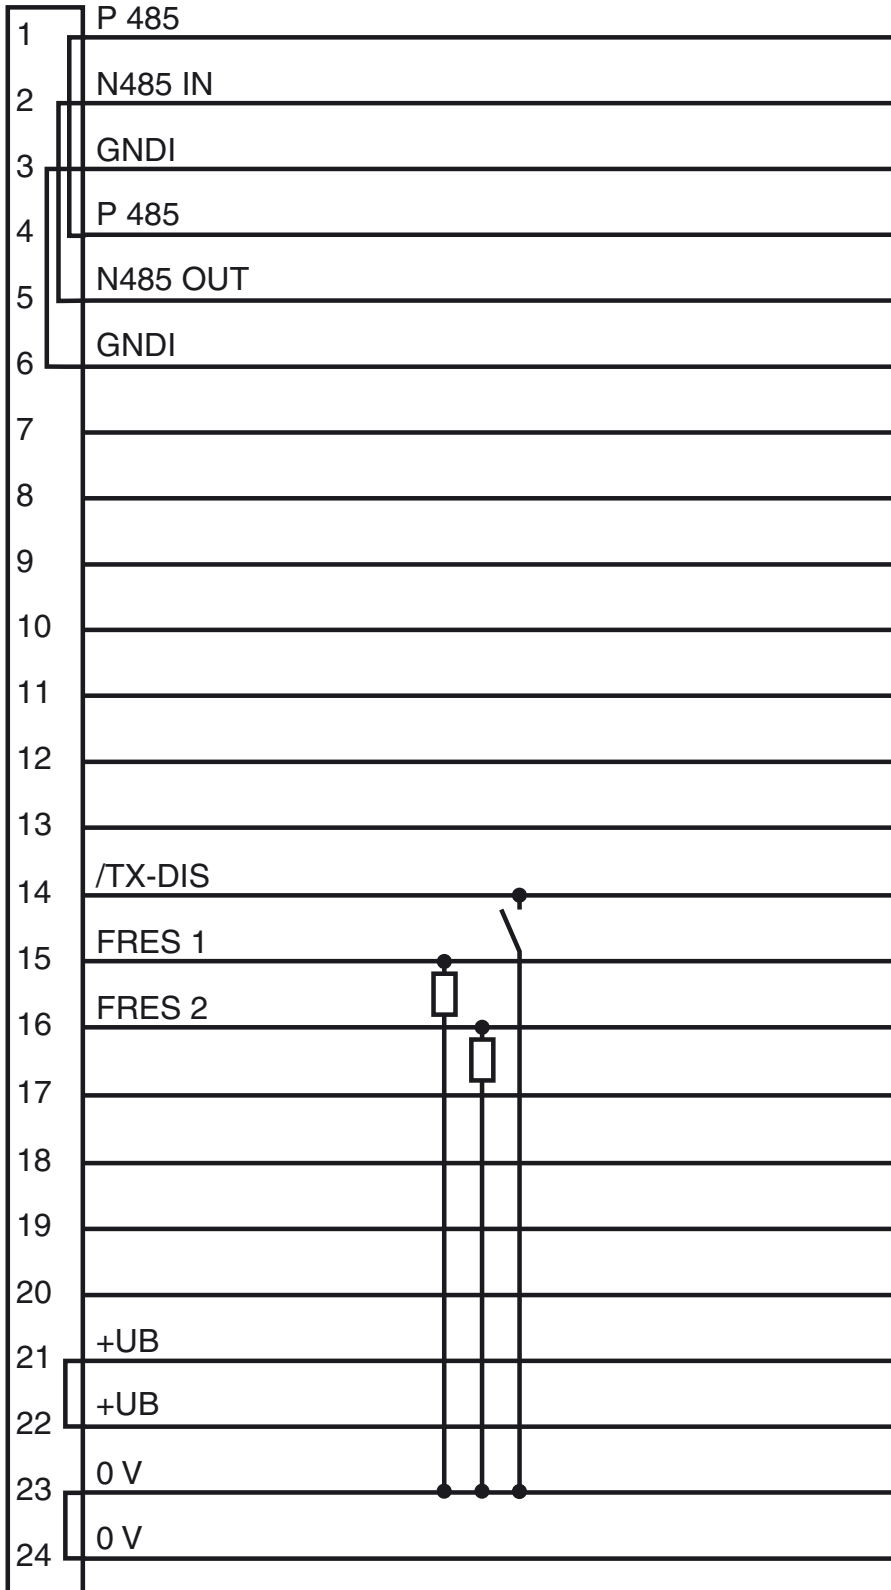 P 485
1
N485 IN
2
GNDI
3
P 485
4
N485 OUT
5
GNDI
6
7
8
9
10
11
12
13
/TX-DIS
14
FRES 1
15
FRES 2
16
17
18
19
20
+UB
21
+UB
22
0 V
23
0 V
24